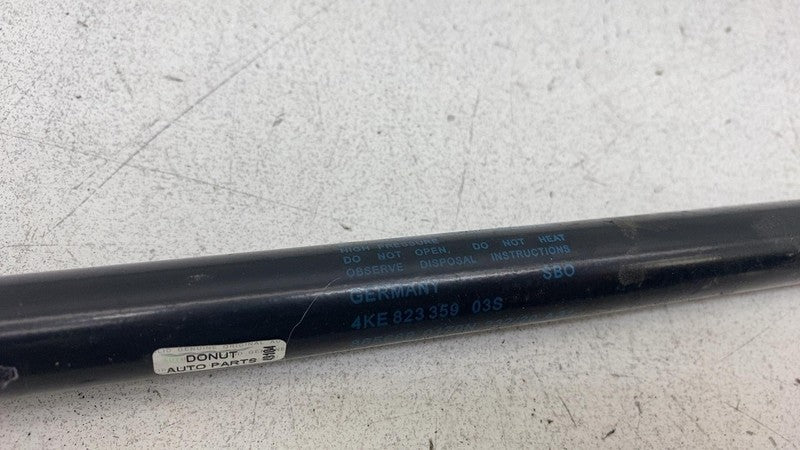 HIGH PRESSURE
DO NOT OPEN. DO NOT HEAT
OBSERVE DISPOSAL INSTRUCTIONS
GERMANY SBO
4KE 823 359 03S
DONUT
AUTO PARTS